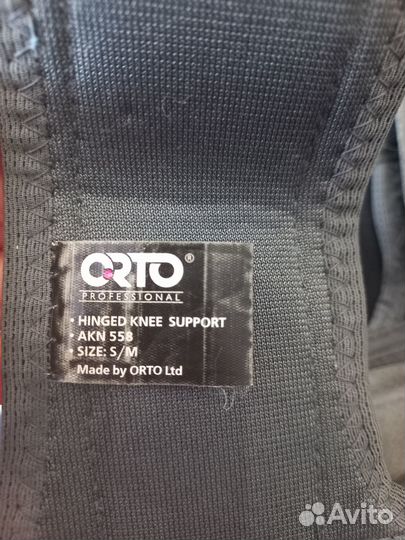 ORTO®
PROFESSIONAL
• HINGED KNEE SUPPORT
• AKN 558
• SIZE: S/M
Made by ORTO Ltd
Avito